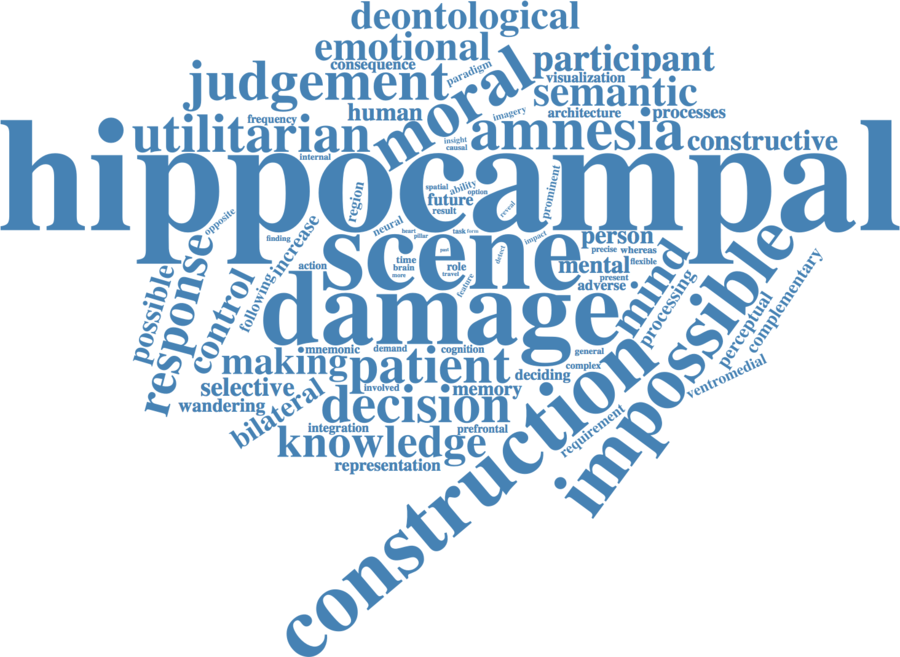 deontological
emotional
consequence
paradigm
participant
judgement
moral
visualization
semantic
human
imagery
architecture
processes
frequency
utilitarian
insight
causal
amnesia
constructive
internal
hippocampal
region
spatial
ability
option
prominent
future
result
reveal
opposite
neural
heart
pillar
task
focus
finding
increase
scene
past
detect
impact
person
precise
whereas
response
action
time
brain
more
role
travel
feature
mental
flexible
present
adverse
mind
possible
control
following
damage
processing
impossible
perceptual
complementary
mnemonic
demand
cognition
general
making
patient
complex
deciding
ventromedial
selective
involved
memory
wandering
bilateral
decision
requirement
integration
prefrontal
knowledge
construction
representation